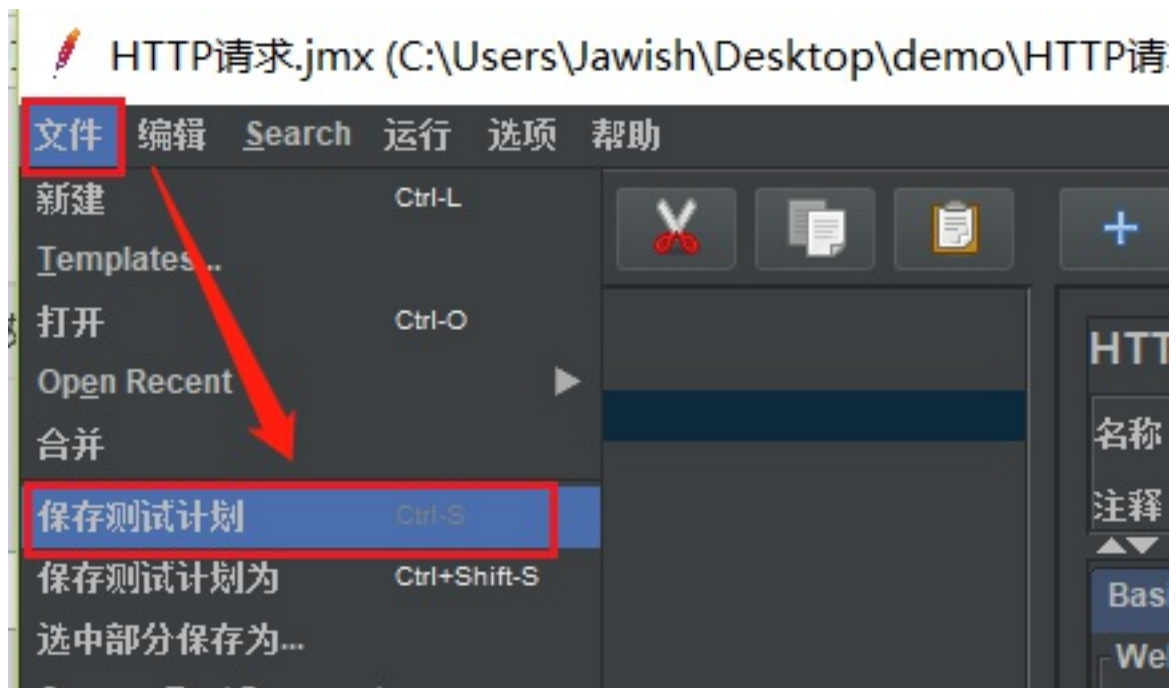 HTTP请求.jmx (C:\Users\Jawish\Desktop\demo\HTTP请
文件 编辑 Search 运行 选项 帮助
新建 Ctrl-L
Templates...
打开 Ctrl-O
Open Recent
合并
保存测试计划 Ctrl-S
保存测试计划为 Ctrl+Shift-S
选中部分保存为...
HTT
名称
注释
Basi
Wel